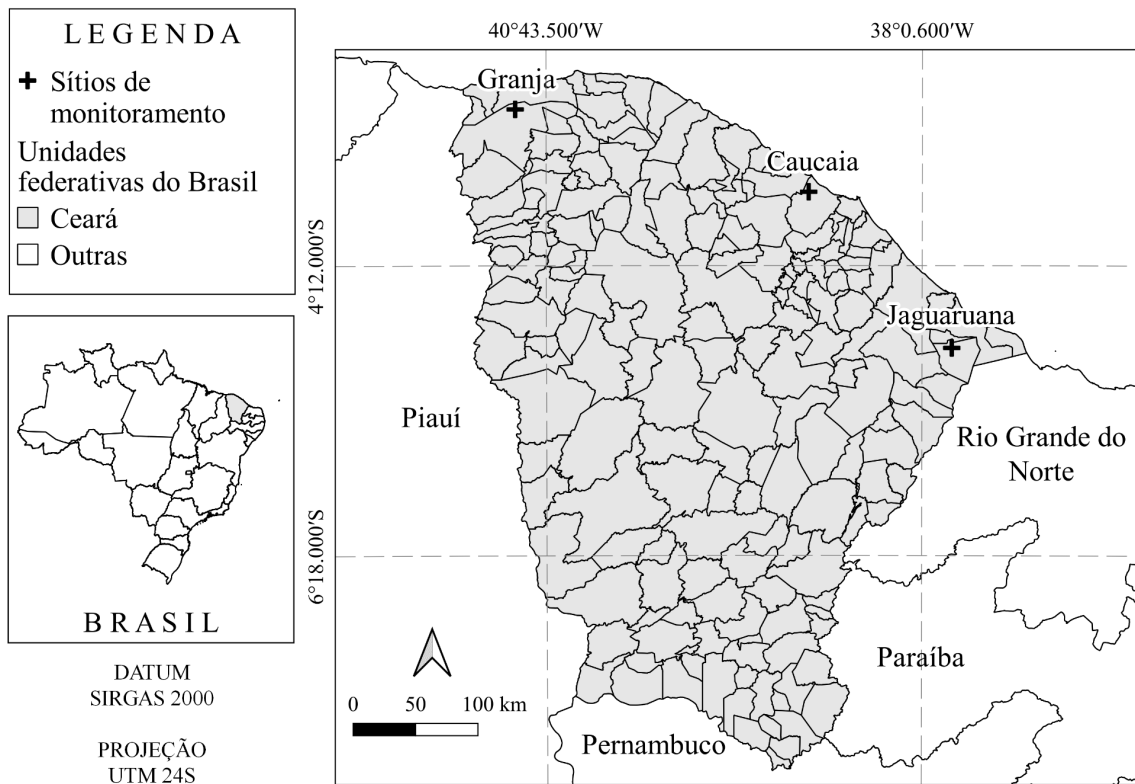 LEGENDA
Sítios de
monitoramento
Unidades
federativas do Brasil
Ceará
Outras
BRASIL
DATUM
SIRGAS 2000
PROJEÇÃO
UTM 24S
40°43.500'W
38°0.600'W
4°12.000'S
6°18.000'S
Granja
Caucaia
Jaguaruana
Piauí
Rio Grande do
Norte
Paraíba
Pernambuco
0 50 100 km